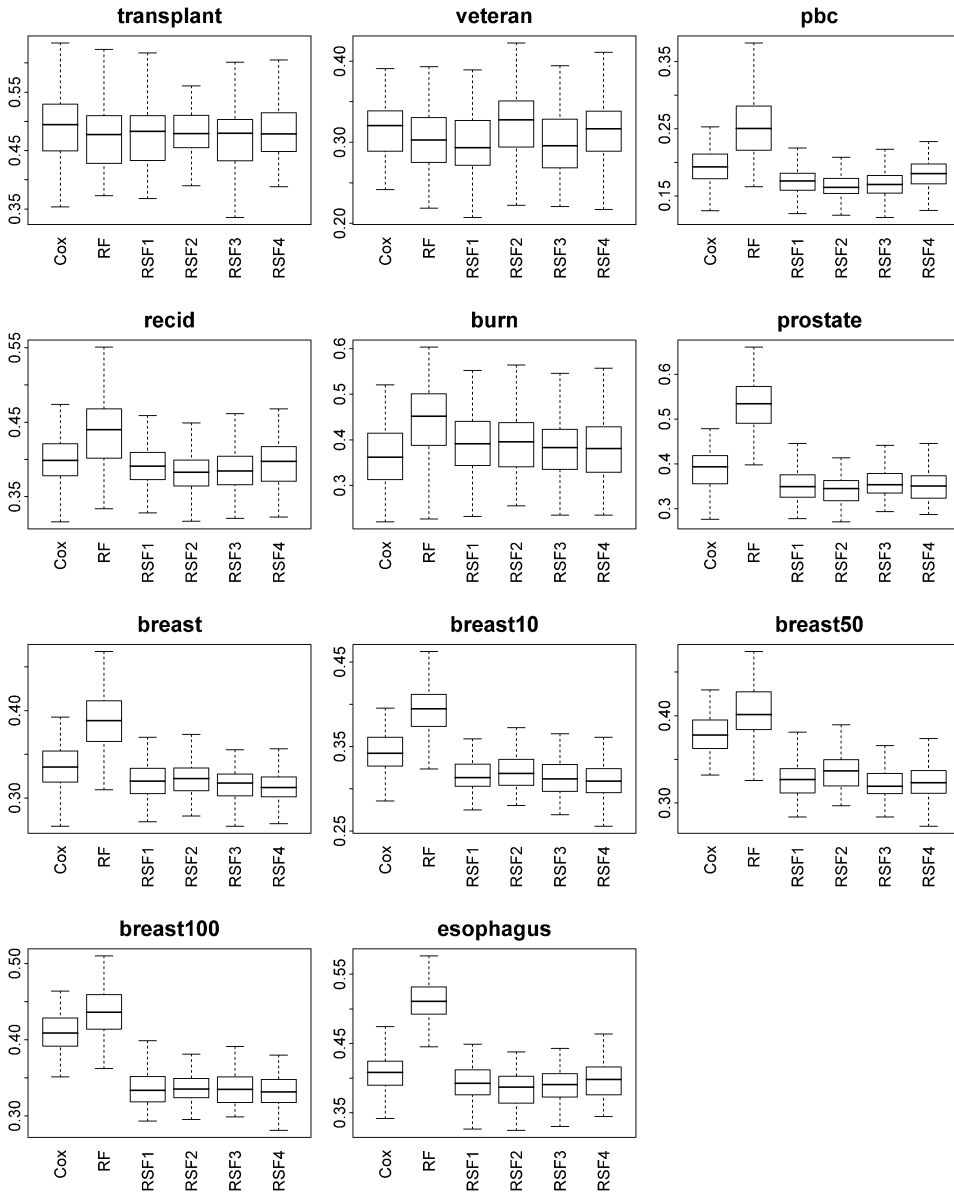 transplant
veteran
pbc
0.35 0.45 0.55
0.20 0.30 0.40
0.15 0.25 0.35
Cox RF RSF1 RSF2 RSF3 RSF4
Cox RF RSF1 RSF2 RSF3 RSF4
Cox RF RSF1 RSF2 RSF3 RSF4
recid
burn
prostate
0.35 0.45 0.55
0.3 0.4 0.5 0.6
0.3 0.4 0.5 0.6
Cox RF RSF1 RSF2 RSF3 RSF4
Cox RF RSF1 RSF2 RSF3 RSF4
Cox RF RSF1 RSF2 RSF3 RSF4
breast
breast10
breast50
0.30 0.40
0.25 0.35 0.45
0.30 0.40
Cox RF RSF1 RSF2 RSF3 RSF4
Cox RF RSF1 RSF2 RSF3 RSF4
Cox RF RSF1 RSF2 RSF3 RSF4
breast100
esophagus
0.30 0.40 0.50
0.35 0.45 0.55
Cox RF RSF1 RSF2 RSF3 RSF4
Cox RF RSF1 RSF2 RSF3 RSF4